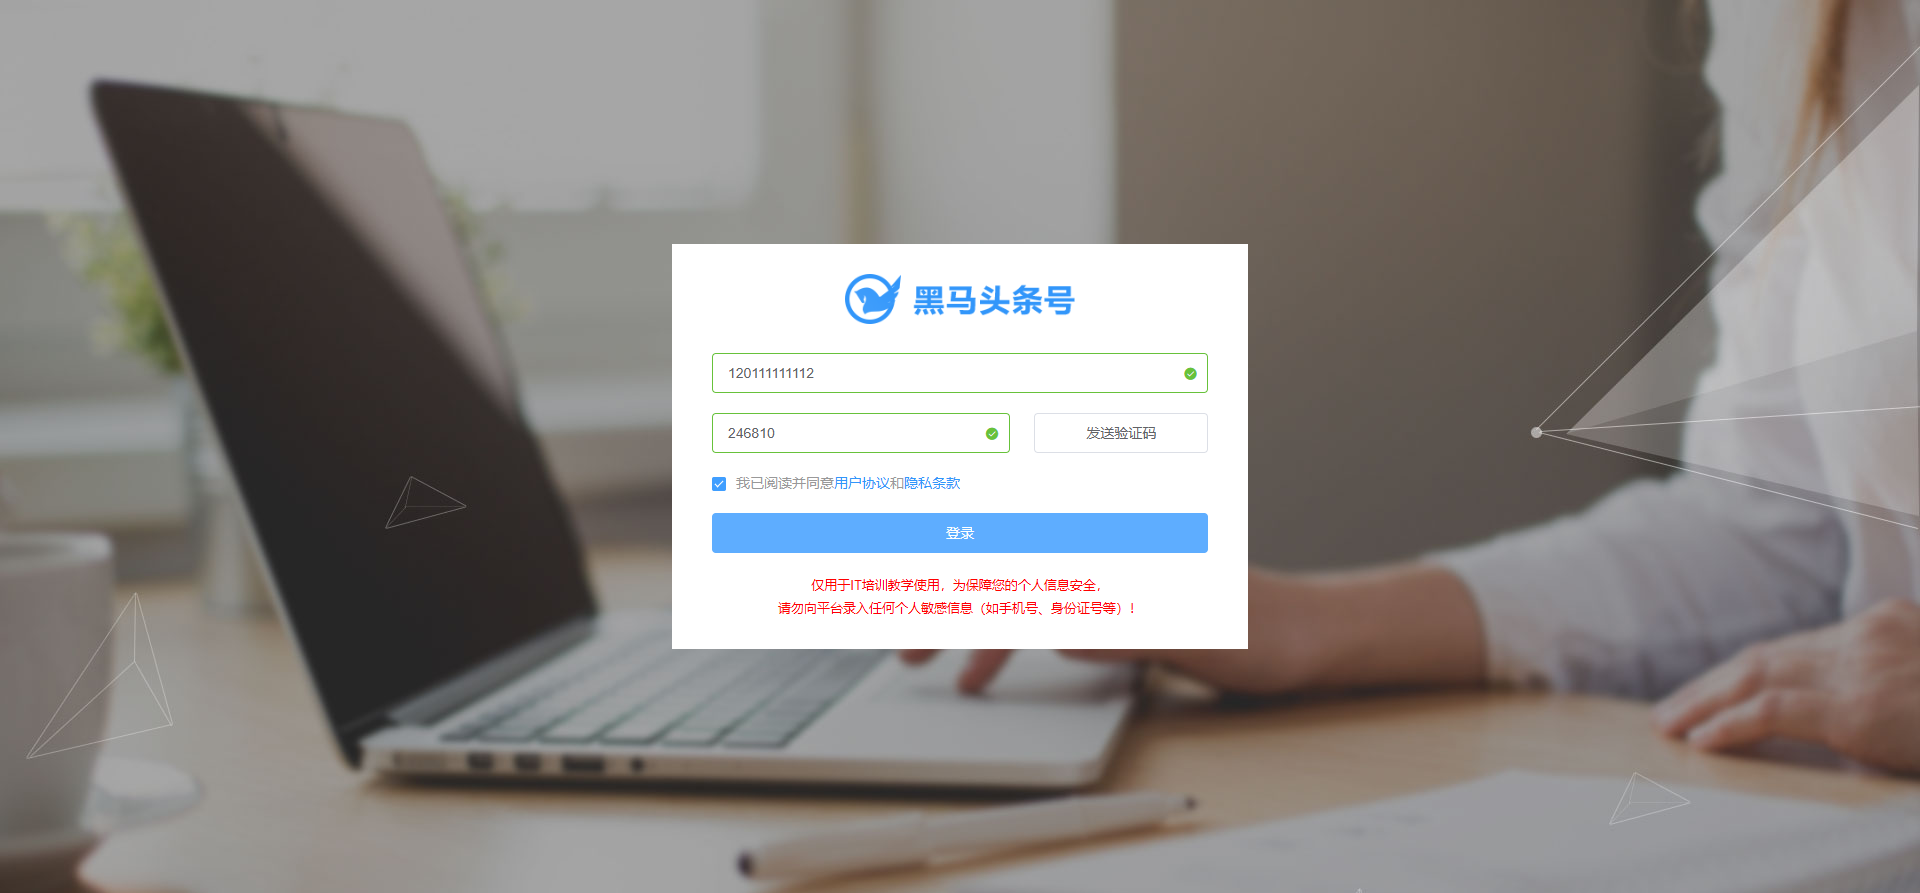 黑马头条号
120111111112
246810
发送验证码
我已阅读并同意用户协议和隐私条款
登录
仅用于IT培训教学使用，为保障您的个人信息安全，
请勿向平台录入任何个人敏感信息（如手机号、身份证号等）！